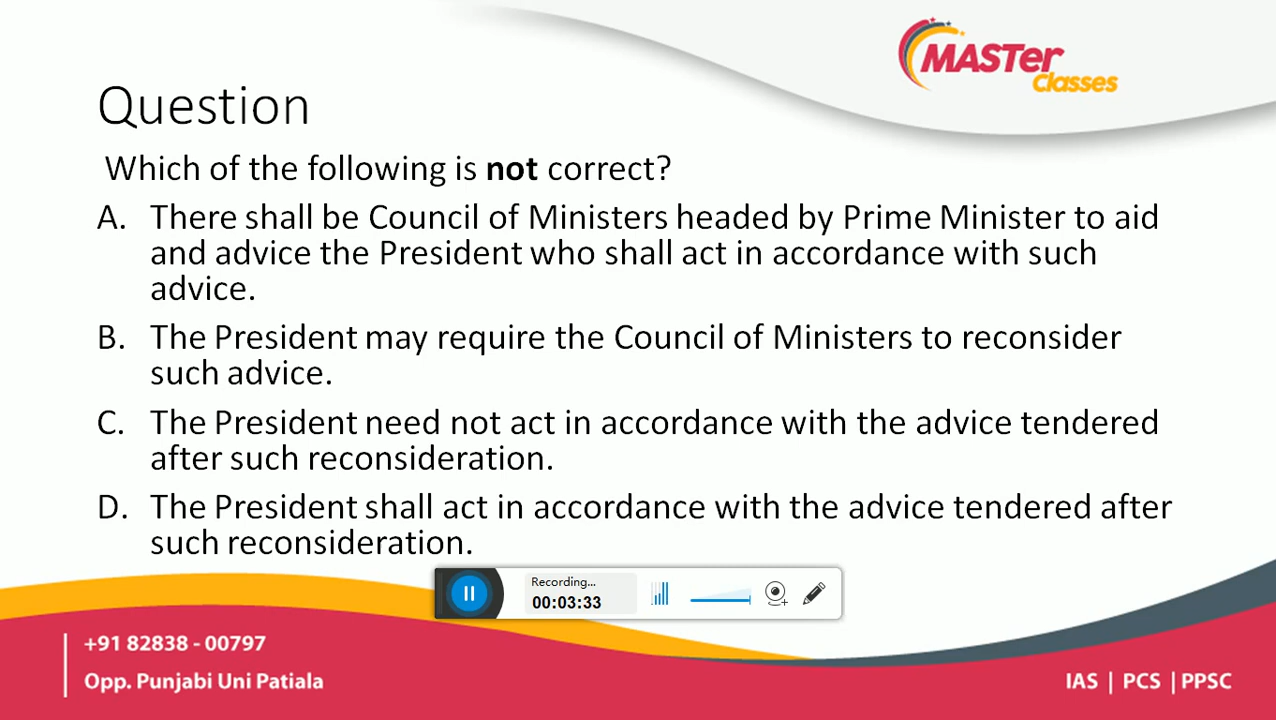 MASTer
Classes
Question
Which of the following is not correct?
A. There shall be Council of Ministers headed by Prime Minister to aid
and advice the President who shall act in accordance with such
advice.
B. The President may require the Council of Ministers to reconsider
such advice.
C. The President need not act in accordance with the advice tendered
after such reconsideration.
D. The President shall act in accordance with the advice tendered after
such reconsideration.
Recording...
00:03:33
+91 82838 - 00797
Opp. Punjabi Uni Patiala
IAS | PCS | PPSC